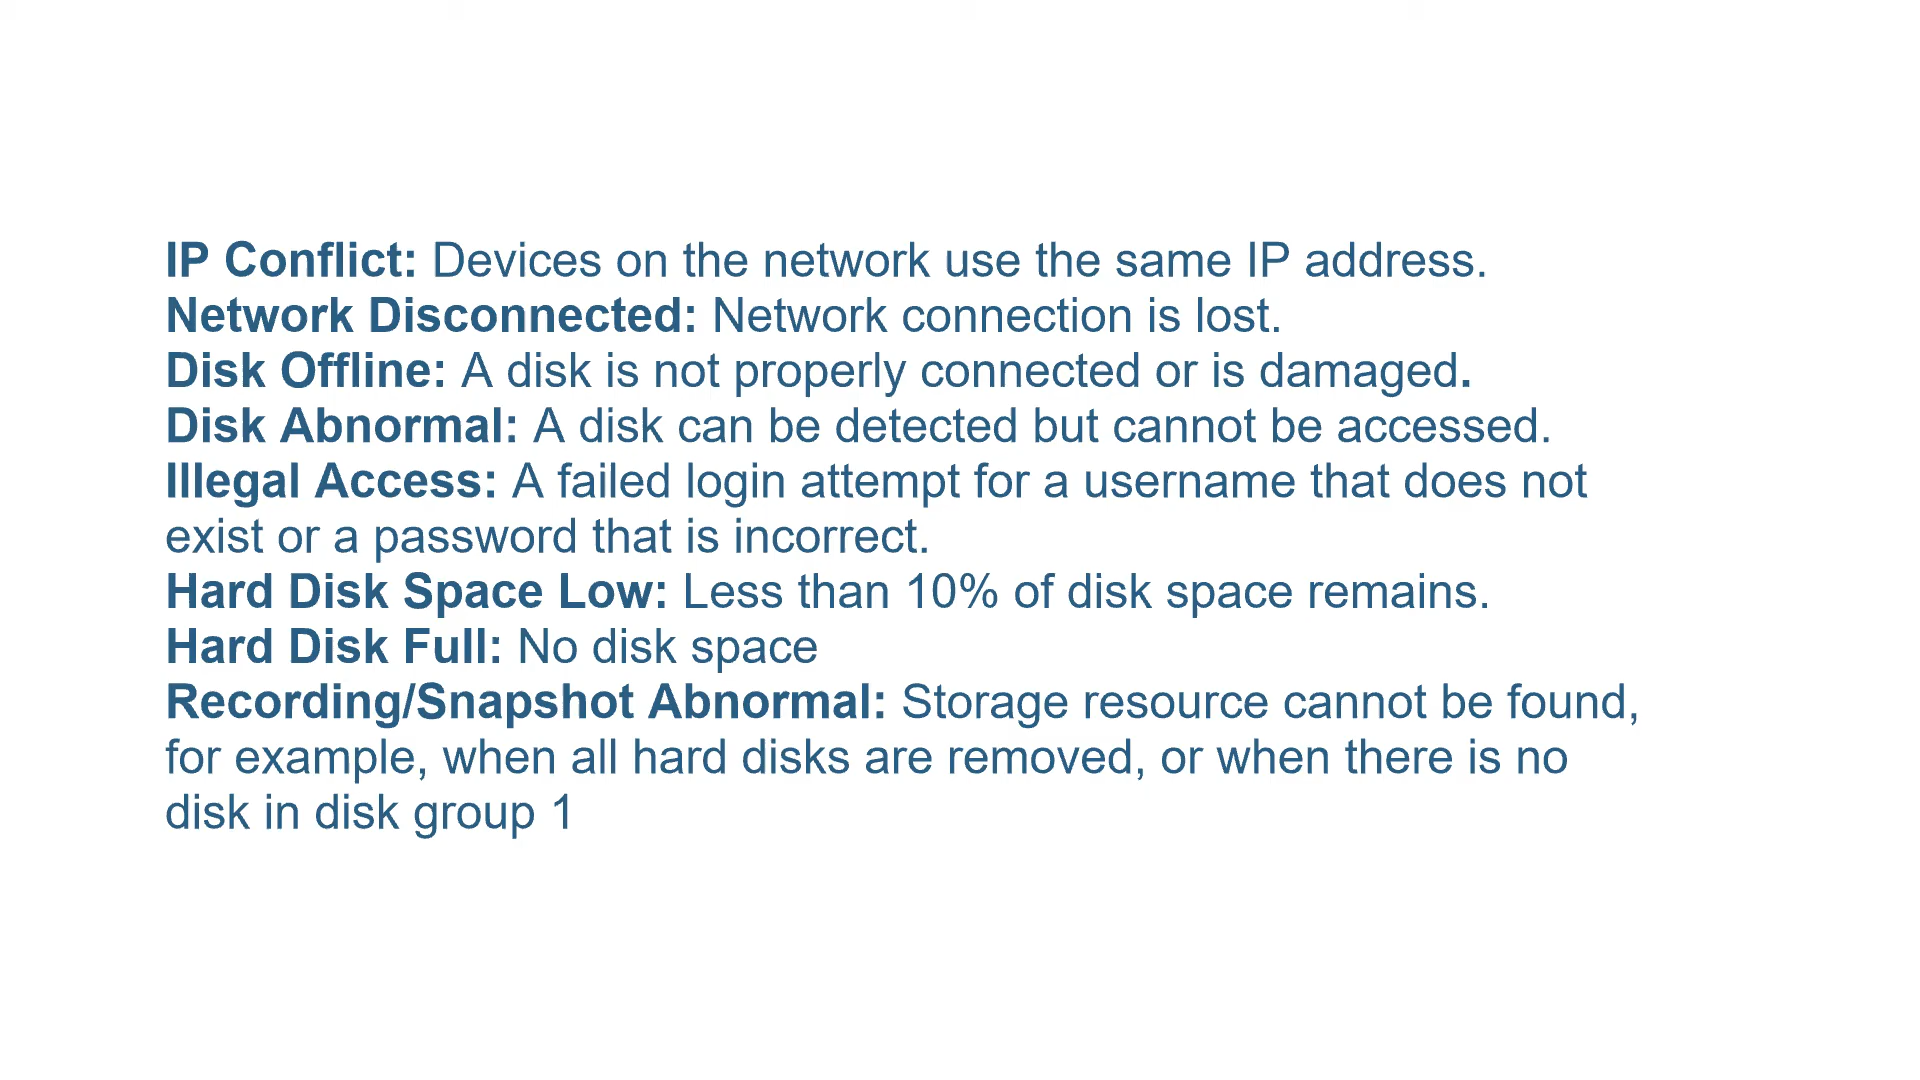 IP Conflict: Devices on the network use the same IP address.
Network Disconnected: Network connection is lost.
Disk Offline: A disk is not properly connected or is damaged.
Disk Abnormal: A disk can be detected but cannot be accessed.
Illegal Access: A failed login attempt for a username that does not
exist or a password that is incorrect.
Hard Disk Space Low: Less than 10% of disk space remains.
Hard Disk Full: No disk space
Recording/Snapshot Abnormal: Storage resource cannot be found,
for example, when all hard disks are removed, or when there is no
disk in disk group 1